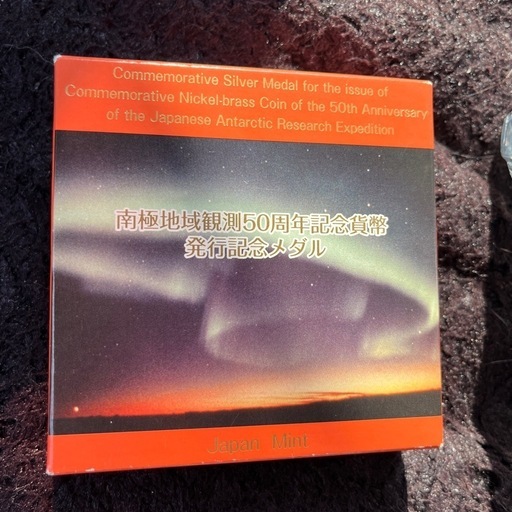 Commemorative Silver Medal for the issue of
Commemorative Nickel-brass Coin of the 50th Anniversary
of the Japanese Antarctic Research Expedition
南極地域観測50周年記念貨幣
発行記念メダル
Japan Mint